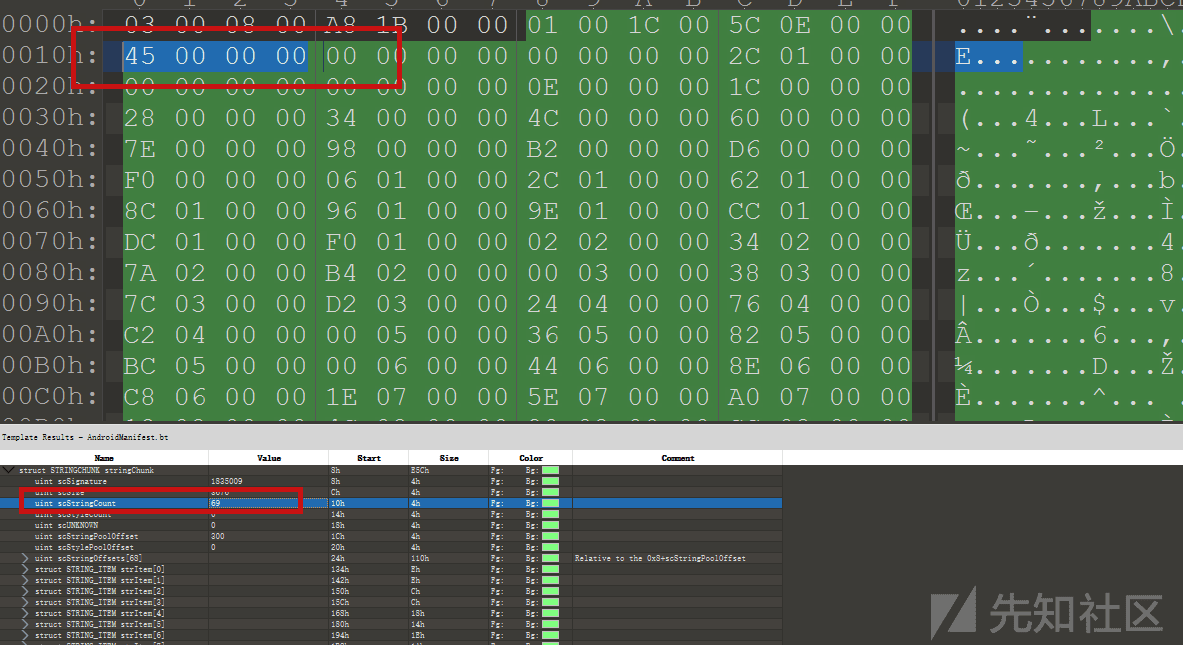 0 1 2 3 4 5 6 7 8 9 A B C D E F 0123456789ABCD
0000h: 03 00 08 00 A8 1B 00 00 01 00 1C 00 5C 0E 00 00 ....¨.......\.
0010h: 45 00 00 00 00 00 00 00 00 00 00 00 2C 01 00 00 E...........,.
0020h: 00 00 00 00 00 00 00 00 0E 00 00 00 1C 00 00 00 ..............
0030h: 28 00 00 00 34 00 00 00 4C 00 00 00 60 00 00 00 (...4...L...`.
0040h: 7E 00 00 00 98 00 00 00 B2 00 00 00 D6 00 00 00 ~...˜...²...Ö
0050h: F0 00 00 00 06 01 00 00 2C 01 00 00 62 01 00 00 ð.......,...b
0060h: 8C 01 00 00 96 01 00 00 9E 01 00 00 CC 01 00 00 Œ...–...ž...Ì
0070h: DC 01 00 00 F0 01 00 00 02 02 00 00 34 02 00 00 Ü...ð.......4
0080h: 7A 02 00 00 B4 02 00 00 00 03 00 00 38 03 00 00 z...´.......8
0090h: 7C 03 00 00 D2 03 00 00 24 04 00 00 76 04 00 00 |...Ò...$...v
00A0h: C2 04 00 00 00 05 00 00 36 05 00 00 82 05 00 00 Â.......6...‚
00B0h: BC 05 00 00 00 06 00 00 44 06 00 00 8E 06 00 00 ¼.......D...Ž
00C0h: C8 06 00 00 1E 07 00 00 5E 07 00 00 A0 07 00 00 È.......^...
Template Results - AndroidManifest.bt
Name Value Start Size Color Comment
struct STRINGCHUNK stringChunk 8h E5Ch Fg: Bg:
uint scSignature 1835009 8h 4h Fg: Bg:
uint scSize 3676 Ch 4h Fg: Bg:
uint scStringCount 69 10h 4h Fg: Bg:
uint scStyleCount 0 14h 4h Fg: Bg:
uint scUNKNOWN 0 18h 4h Fg: Bg:
uint scStringPoolOffset 300 1Ch 4h Fg: Bg:
uint scStylePoolOffset 0 20h 4h Fg: Bg:
uint scStringOffsets[68] 24h 110h Fg: Bg: Relative to the 0x8+scStringPoolOffset
struct STRING_ITEM strItem[0] 134h Eh Fg: Bg:
struct STRING_ITEM strItem[1] 142h Eh Fg: Bg:
struct STRING_ITEM strItem[2] 150h Ch Fg: Bg:
struct STRING_ITEM strItem[3] 15Ch Ch Fg: Bg:
struct STRING_ITEM strItem[4] 168h 18h Fg: Bg:
struct STRING_ITEM strItem[5] 180h 14h Fg: Bg:
struct STRING_ITEM strItem[6] 194h 1Eh Fg: Bg:
先知社区